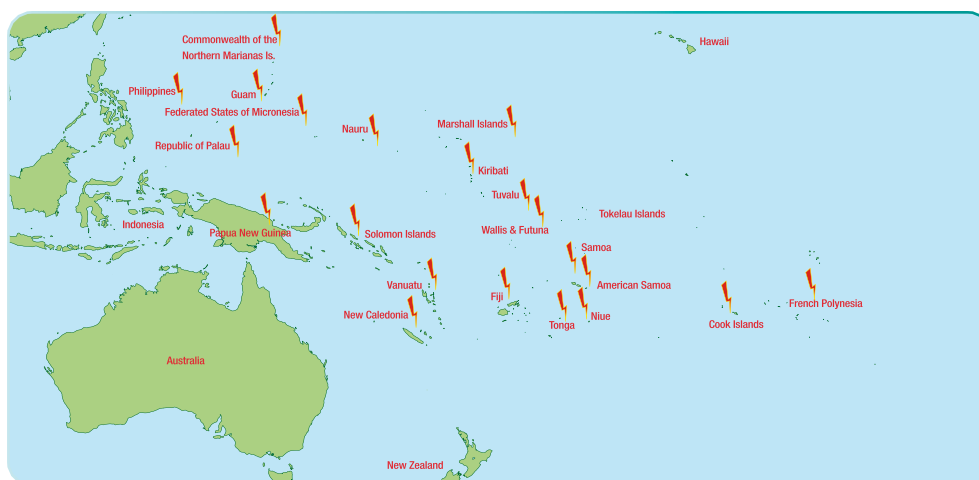 Commonwealth of the
Northern Marianas Is.
Hawaii
Philippines
Guam
Federated States of Micronesia
Nauru
Marshall Islands
Republic of Palau
Kiribati
Tuvalu
Tokelau Islands
Indonesia
Papua New Guinea
Solomon Islands
Wallis & Futuna
Samoa
Vanuatu
American Samoa
Fiji
French Polynesia
New Caledonia
Niue
Tonga
Cook Islands
Australia
New Zealand